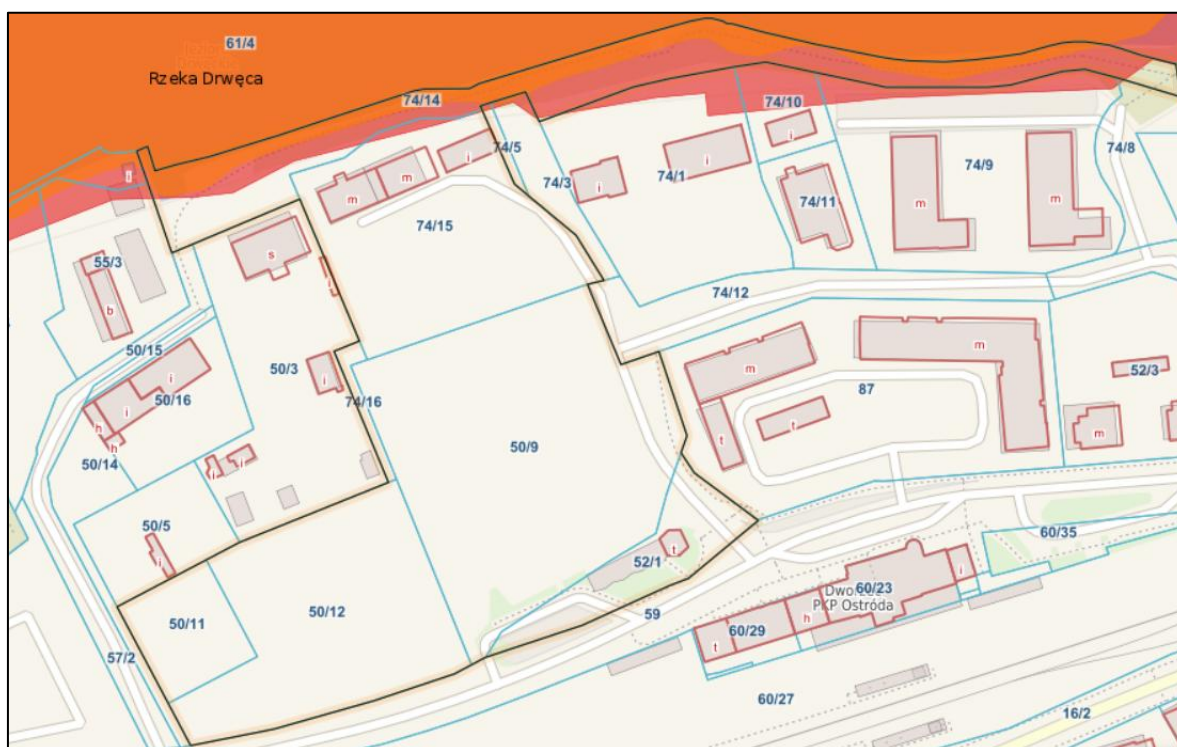 61/4
Rzeka Drwęca
74/14
74/10
i
74/5
i
74/3
i
74/1
i
74/9
74/8
i
m
m
m
m
74/11
74/15
55/3
s
b
i
74/12
50/15
50/3
i
m
m
50/16
i
i
h
h
74/16
87
52/3
m
t
t
50/9
50/14
i
i
50/5
i
t
52/1
60/35
50/11
50/12
59
60/23
i
Dworzec
PKP Ostróda
h
60/29
t
57/2
60/27
16/2